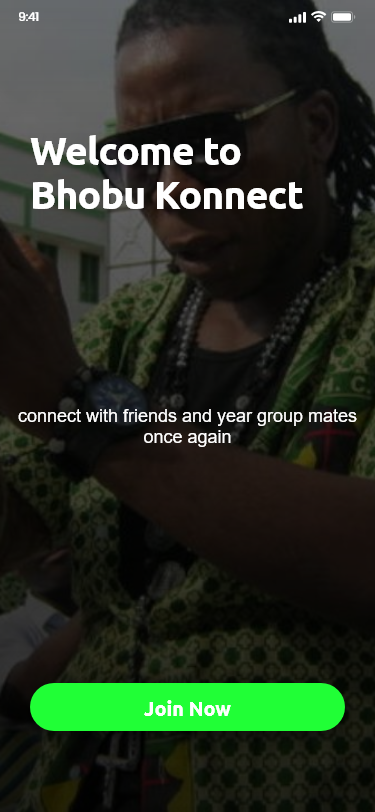 9:41
Welcome to
Bhobu Konnect
H.C
connect with friends and year group mates
once again
Join Now